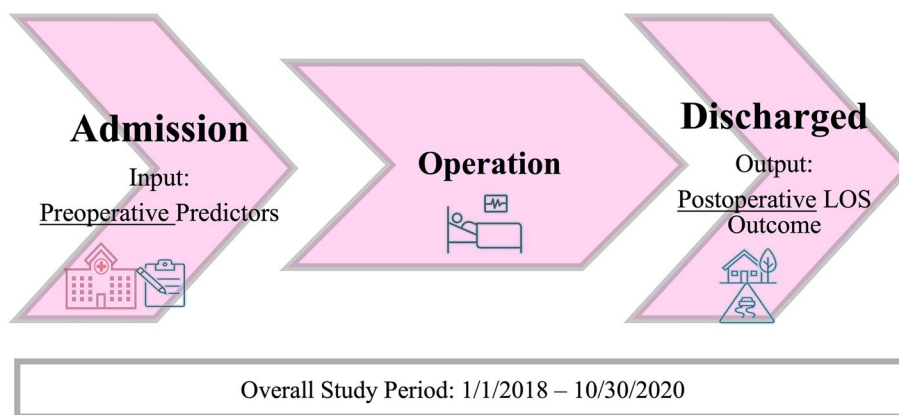 Admission
Input:
Preoperative Predictors
Operation
Discharged
Output:
Postoperative LOS
Outcome
Overall Study Period: 1/1/2018 – 10/30/2020